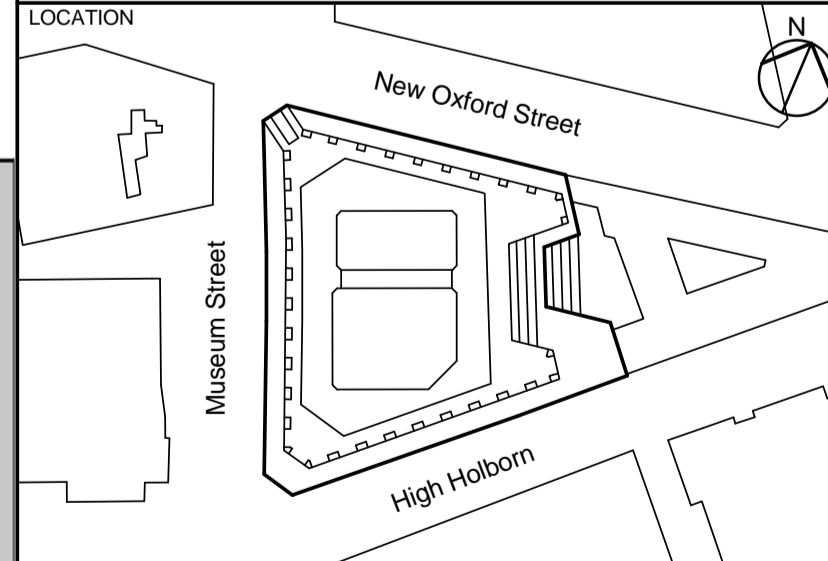 LOCATION
N
New Oxford Street
Museum Street
High Holborn